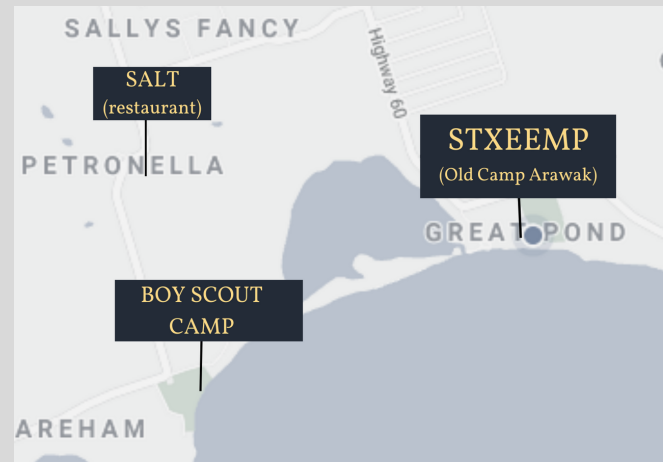 SALLYS FANCY
Highway 60
SALT
(restaurant)
STXEEMP
(Old Camp Arawak)
PETRONELLA
GREAT POND
BOY SCOUT
CAMP
AREHAM